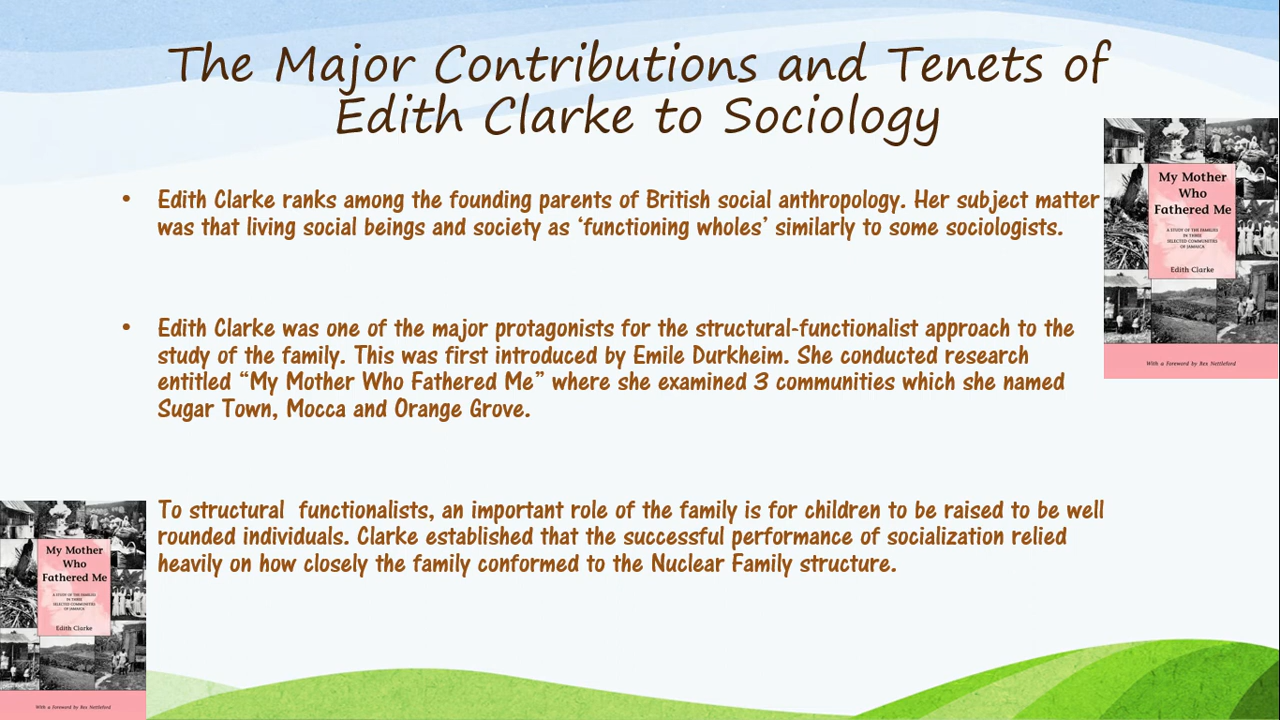 The Major Contributions and Tenets of
Edith Clarke to Sociology
• Edith Clarke ranks among the founding parents of British social anthropology. Her subject matter
was that living social beings and society as ‘functioning wholes’ similarly to some sociologists.
• Edith Clarke was one of the major protagonists for the structural-functionalist approach to the
study of the family. This was first introduced by Emile Durkheim. She conducted research
entitled “My Mother Who Fathered Me” where she examined 3 communities which she named
Sugar Town, Mocca and Orange Grove.
To structural  functionalists, an important role of the family is for children to be raised to be well
rounded individuals. Clarke established that the successful performance of socialization relied
heavily on how closely the family conformed to the Nuclear Family structure.
My Mother
Who
Fathered Me
A STUDY OF THE FAMILIES
IN THREE
SELECTED COMMUNITIES
OF JAMAICA
Edith Clarke
With a Foreword by Rex Nettleford
My Mother
Who
Fathered Me
A STUDY OF THE FAMILIES
IN THREE
SELECTED COMMUNITIES
OF JAMAICA
Edith Clarke
With a Foreword by Rex Nettleford